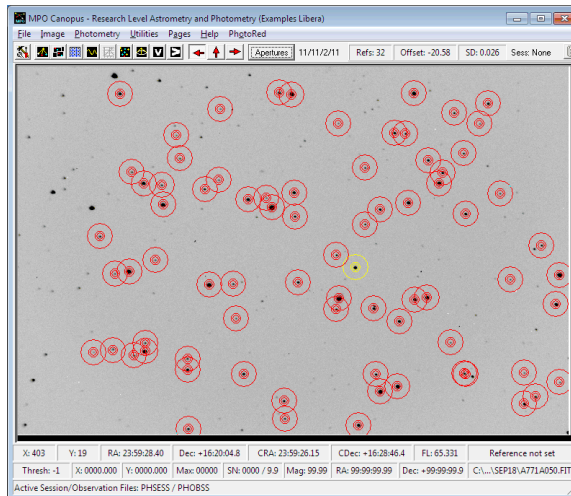 MPO Canopus - Research Level Astrometry and Photometry (Examples Libera)
File Image Photometry Utilities Pages Help PhotoRed
V Apertures 11/11/2/11 Refs: 32 Offset: -20.58 SD: 0.026 Sess: None
X: 403 Y: 19 RA: 23:59:28.40 Dec: +16:20:04.8 CRA: 23:59:26.15 CDec: +16:28:46.4 FL: 65.331 Reference not set
Thresh: -1 X: 0000.000 Y: 0000.000 Max: 00000 SN: 0000 / 9.9 Mag: 99.99 RA: 99:99:99.99 Dec: +99:99:99.9 C:\...\SEP18\A771A050.FIT
Active Session/Observation Files: PHSESS / PHOBSS